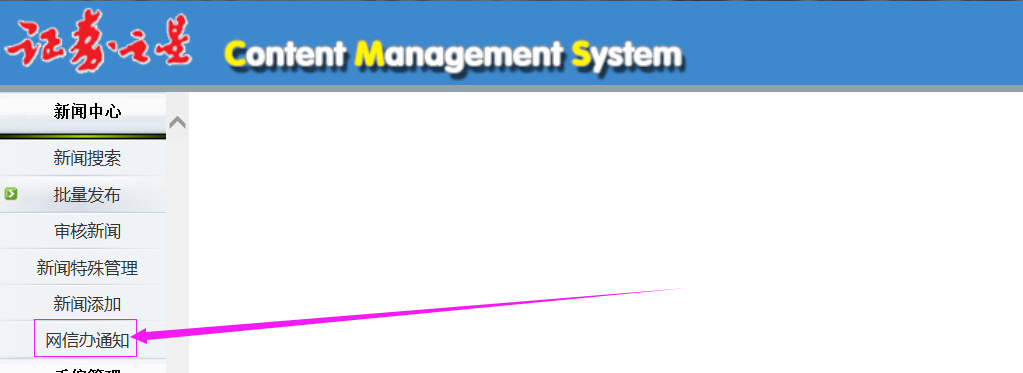 证券·之星
Content Management System
新闻中心
新闻搜索
批量发布
审核新闻
新闻特殊管理
新闻添加
网信办通知